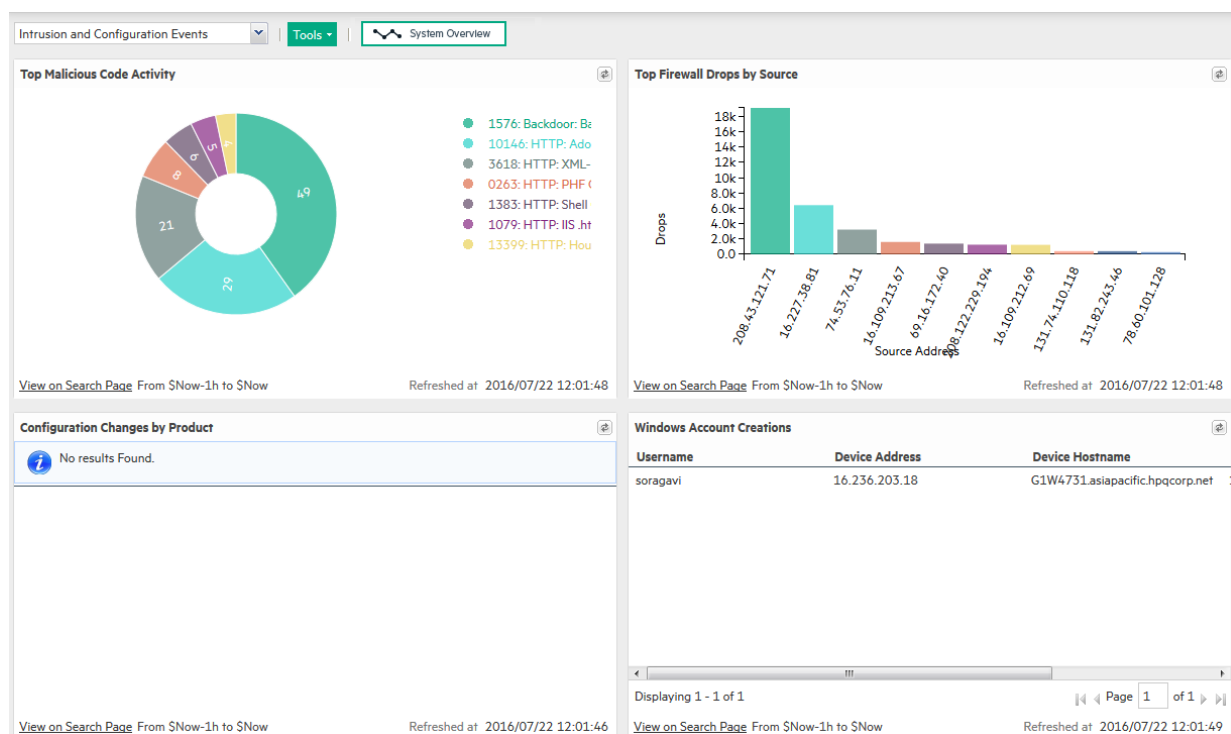 Intrusion and Configuration Events Tools System Overview
Top Malicious Code Activity
49
29
21
8
6
5
4
1576: Backdoor: Ba
10146: HTTP: Ado
3618: HTTP: XML-
0263: HTTP: PHF
1383: HTTP: Shell
1079: HTTP: IIS .ht
13399: HTTP: Hou
View on Search Page From $Now-1h to $Now Refreshed at 2016/07/22 12:01:48
Top Firewall Drops by Source
Drops
18k
16k
14k
12k
10k
8.0k
6.0k
4.0k
2.0k
0.0
208.43.121.71
16.227.38.81
74.53.76.11
16.109.213.67
69.16.172.40
208.122.229.194
16.109.212.69
131.74.110.118
131.82.243.46
78.60.101.128
Source Address
View on Search Page From $Now-1h to $Now Refreshed at 2016/07/22 12:01:48
Configuration Changes by Product
No results Found.
View on Search Page From $Now-1h to $Now Refreshed at 2016/07/22 12:01:46
Windows Account Creations
Username Device Address Device Hostname
soragavi 16.236.203.18 G1W4731.asiapacific.hpqcorp.net
Displaying 1 - 1 of 1 Page 1 of 1
View on Search Page From $Now-1h to $Now Refreshed at 2016/07/22 12:01:49